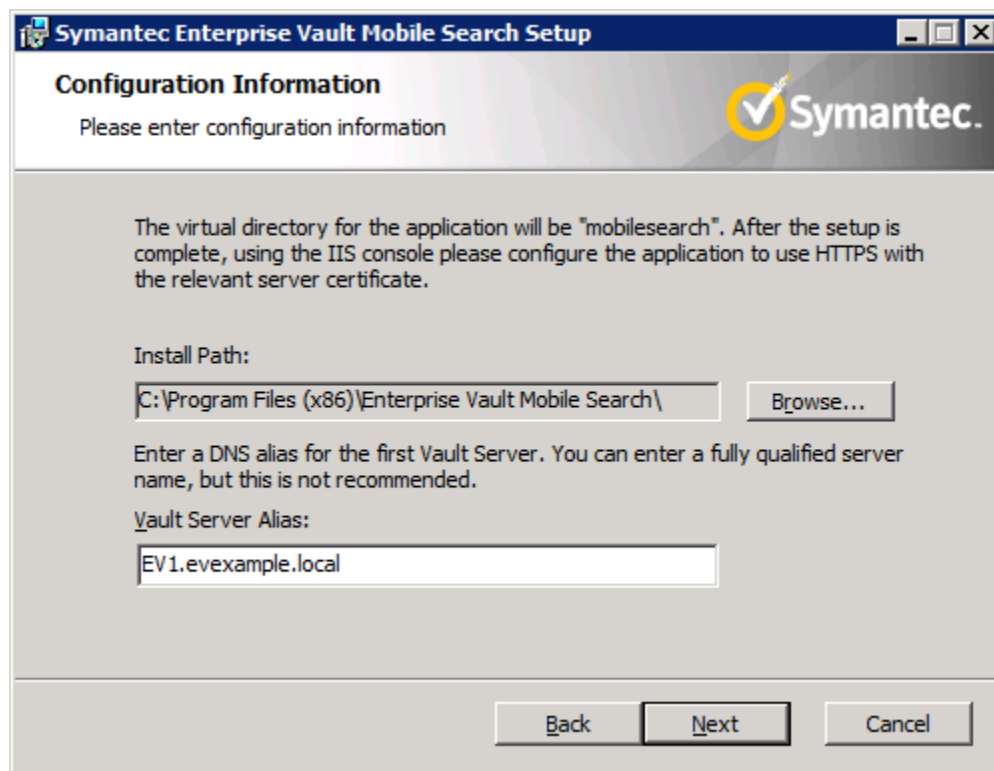 Symantec Enterprise Vault Mobile Search Setup
Configuration Information
Please enter configuration information
Symantec.
The virtual directory for the application will be "mobilesearch". After the setup is
complete, using the IIS console please configure the application to use HTTPS with
the relevant server certificate.
Install Path:
C:\Program Files (x86)\Enterprise Vault Mobile Search\
Browse...
Enter a DNS alias for the first Vault Server. You can enter a fully qualified server
name, but this is not recommended.
Vault Server Alias:
EV1.evexample.local
Back
Next
Cancel